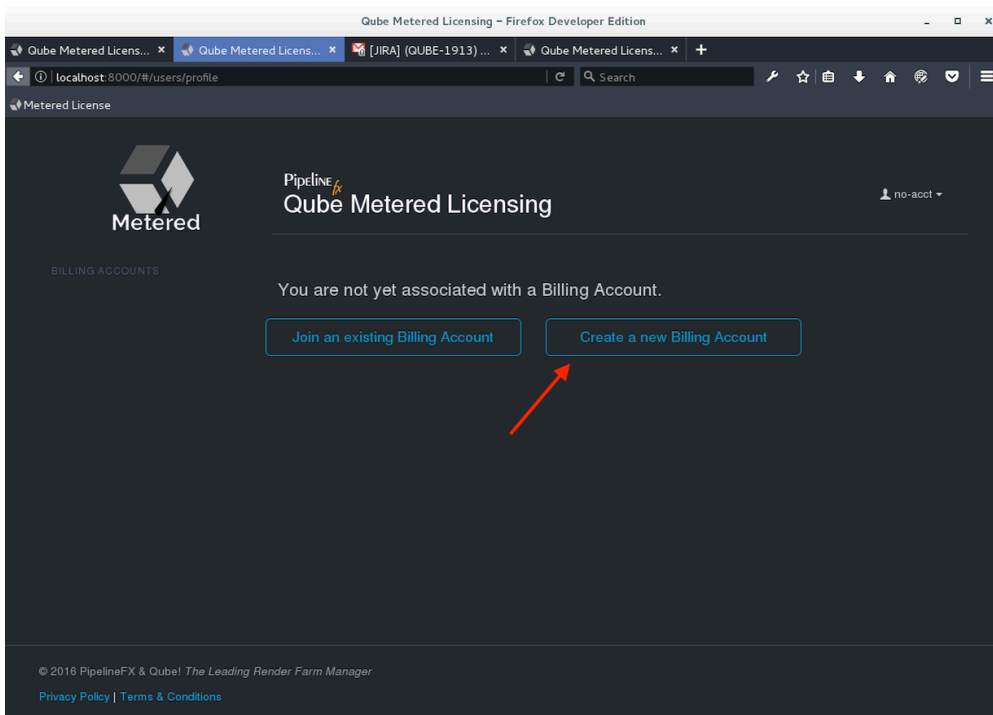 Qube Metered Licensing - Firefox Developer Edition
Qube Metered Licens... × Qube Metered Licens... × [JIRA] (QUBE-1913) ... × Qube Metered Licens... × +
localhost:8000/#/users/profile Search
Metered License
Metered
Pipelinefx
Qube Metered Licensing
no-acct
BILLING ACCOUNTS
You are not yet associated with a Billing Account.
Join an existing Billing Account Create a new Billing Account
© 2016 PipelineFX & Qube! The Leading Render Farm Manager
Privacy Policy | Terms & Conditions